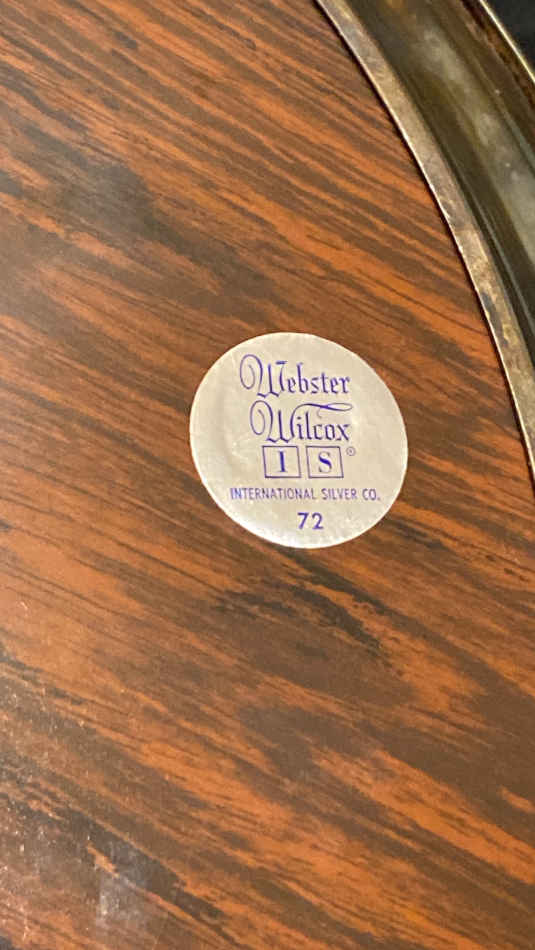 Webster
Wilcox
I S ®
INTERNATIONAL SILVER CO.
72